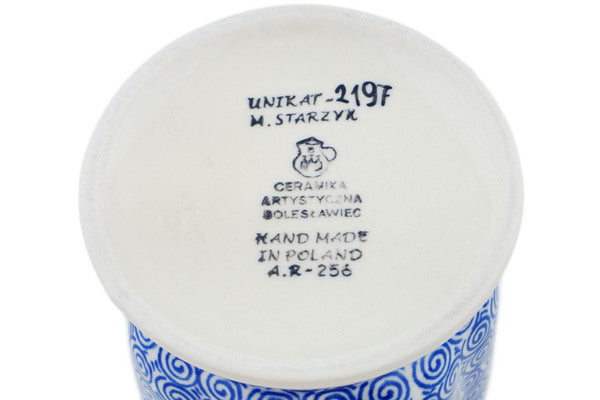 UNIKAT-2197
M. STARZYK
CERAMIKA
ARTYSTYCZNA
BOLESŁAWIEC
HAND MADE
IN POLAND
A.R-256